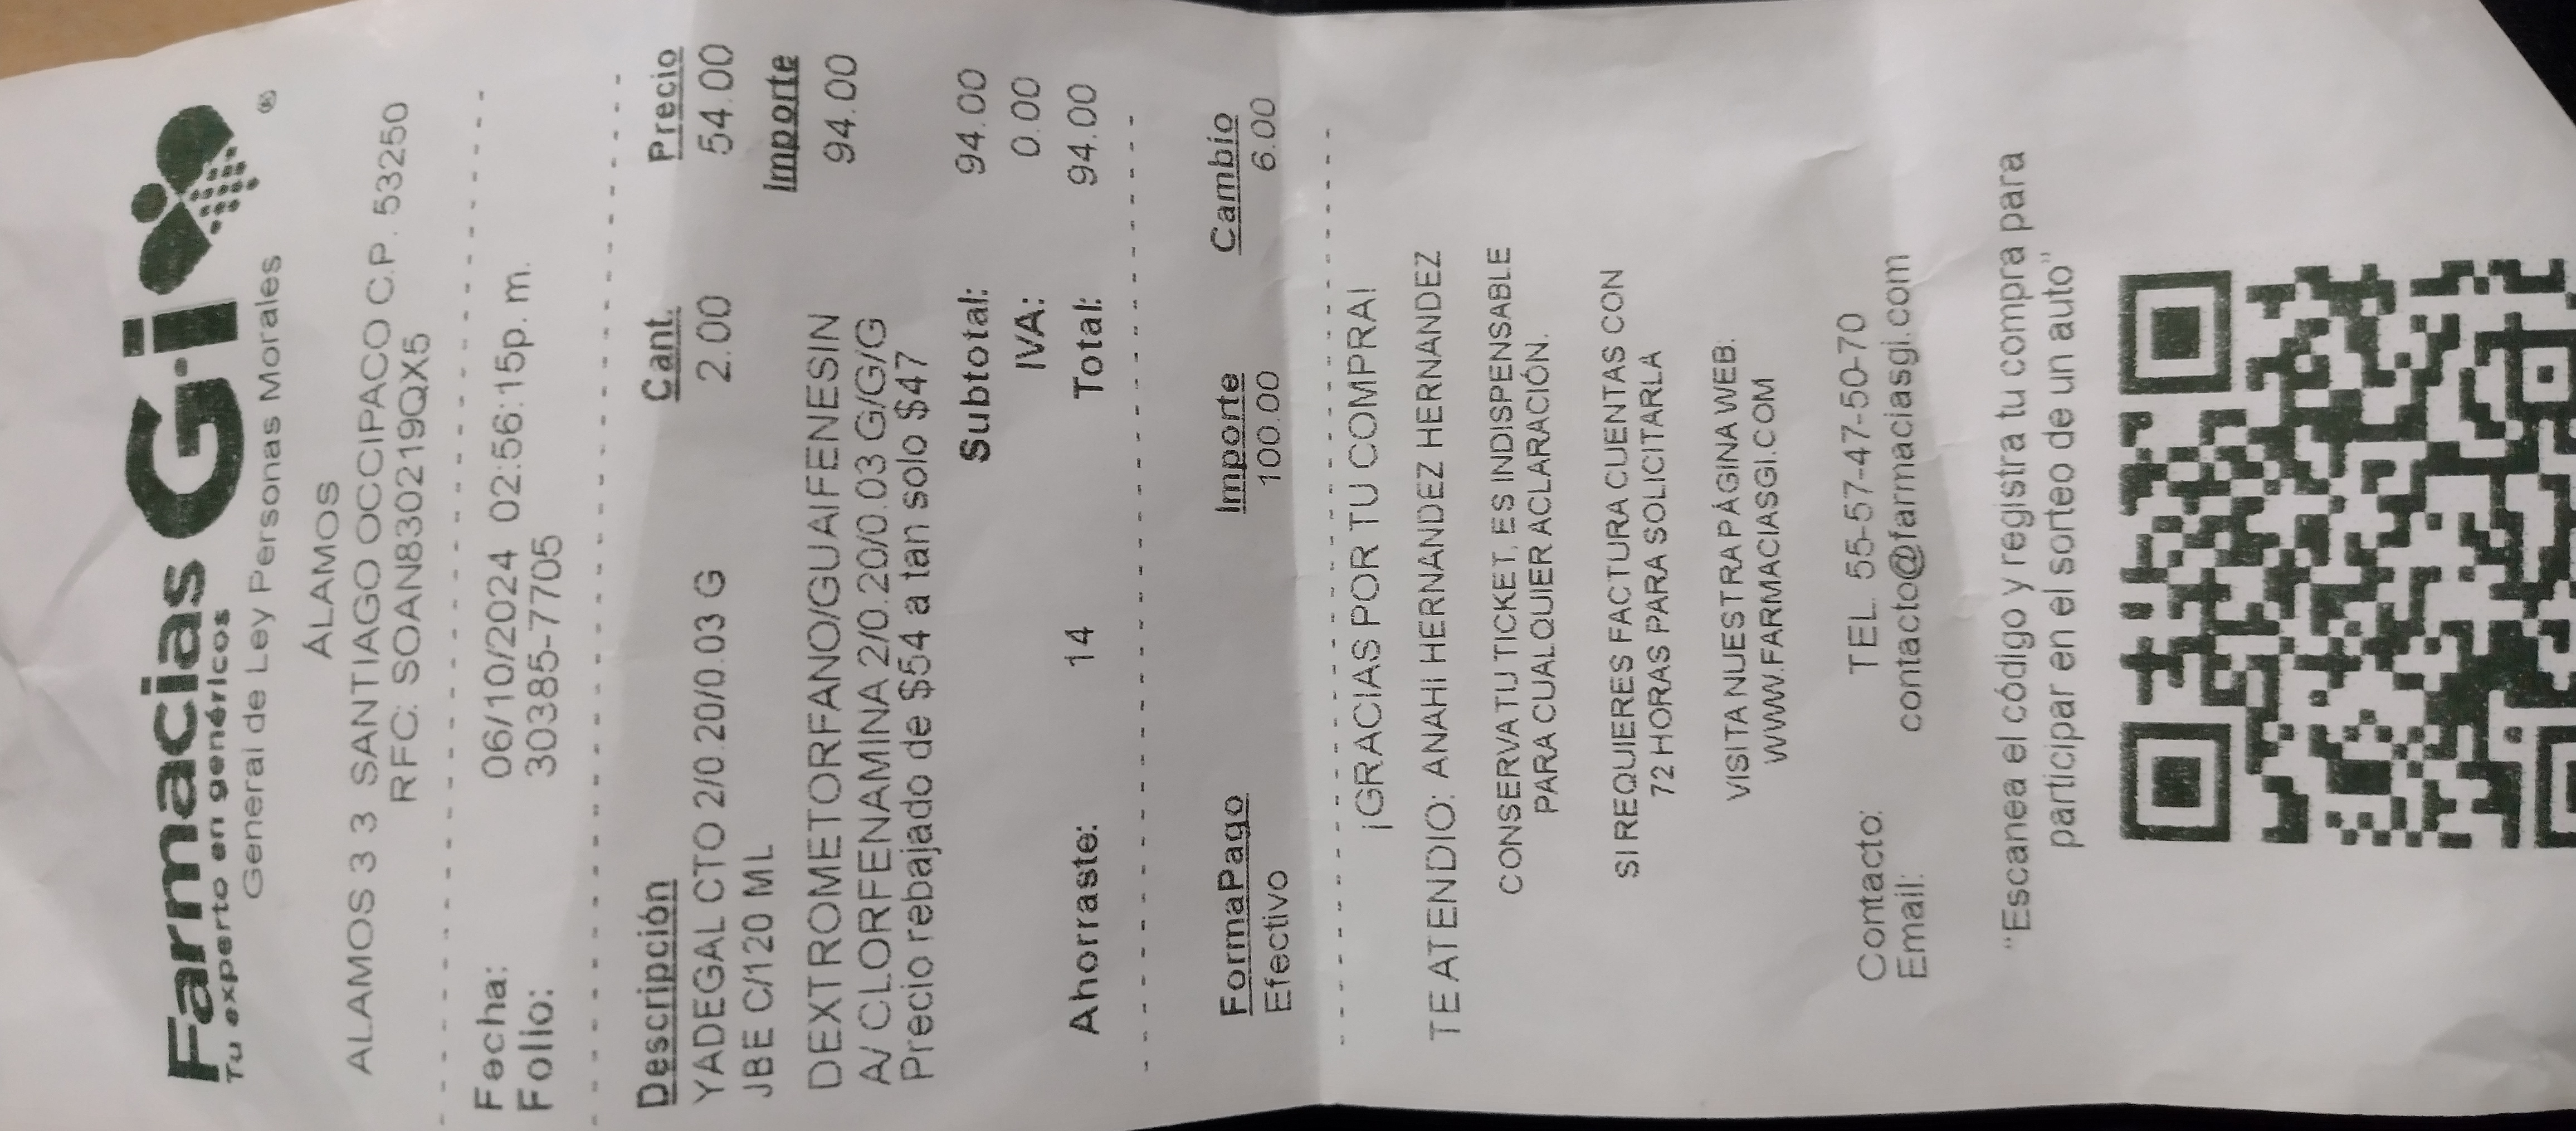 Farmacias G·i ®
Tu experto en genéricos
General de Ley Personas Morales
ÁLAMOS
ALAMOS 3 3 SANTIAGO OCCIPACO C.P. 53250
RFC: SOAN830219QX5
Fecha: 06/10/2024 02:56:15p. m.
Folio: 30385-7705
Descripción Cant. Precio
YADEGAL CTO 2/0.20/0.03 G 2.00 54.00
JBE C/120 ML Importe
DEXTROMETORFANO/GUAIFENESIN 94.00
A/ CLORFENAMINA 2/0.20/0.03 G/G/G
Precio rebajado de $54 a tan solo $47
Subtotal: 94.00
IVA: 0.00
Ahorraste: 14 Total: 94.00
FormaPago Importe Cambio
Efectivo 100.00 6.00
¡GRACIAS POR TU COMPRA!
TE ATENDIO: ANAHI HERNANDEZ HERNANDEZ
CONSERVA TU TICKET, ES INDISPENSABLE
PARA CUALQUIER ACLARACIÓN.
SI REQUIERES FACTURA CUENTAS CON
72 HORAS PARA SOLICITARLA
VISITA NUESTRA PÁGINA WEB:
WWW.FARMACIASGI.COM
Contacto: TEL. 55-57-47-50-70
Email: contacto@farmaciasgi.com
"Escanea el código y registra tu compra para
participar en el sorteo de un auto"